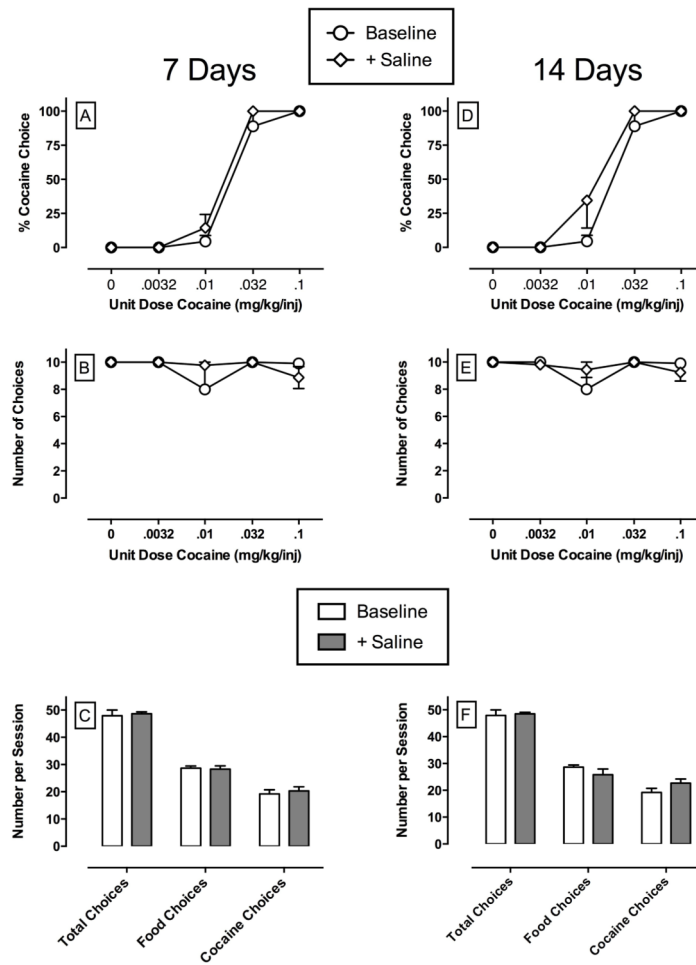 Baseline
+ Saline
7 Days
14 Days
A
% Cocaine Choice
100
75
50
25
0
0 .0032 .01 .032 .1
Unit Dose Cocaine (mg/kg/inj)
D
% Cocaine Choice
100
75
50
25
0
0 .0032 .01 .032 .1
Unit Dose Cocaine (mg/kg/inj)
B
Number of Choices
10
8
6
4
2
0
0 .0032 .01 .032 .1
Unit Dose Cocaine (mg/kg/inj)
E
Number of Choices
10
8
6
4
2
0
0 .0032 .01 .032 .1
Unit Dose Cocaine (mg/kg/inj)
Baseline
+ Saline
C
Number per Session
50
40
30
20
10
0
Total Choices
Food Choices
Cocaine Choices
F
Number per Session
50
40
30
20
10
0
Total Choices
Food Choices
Cocaine Choices